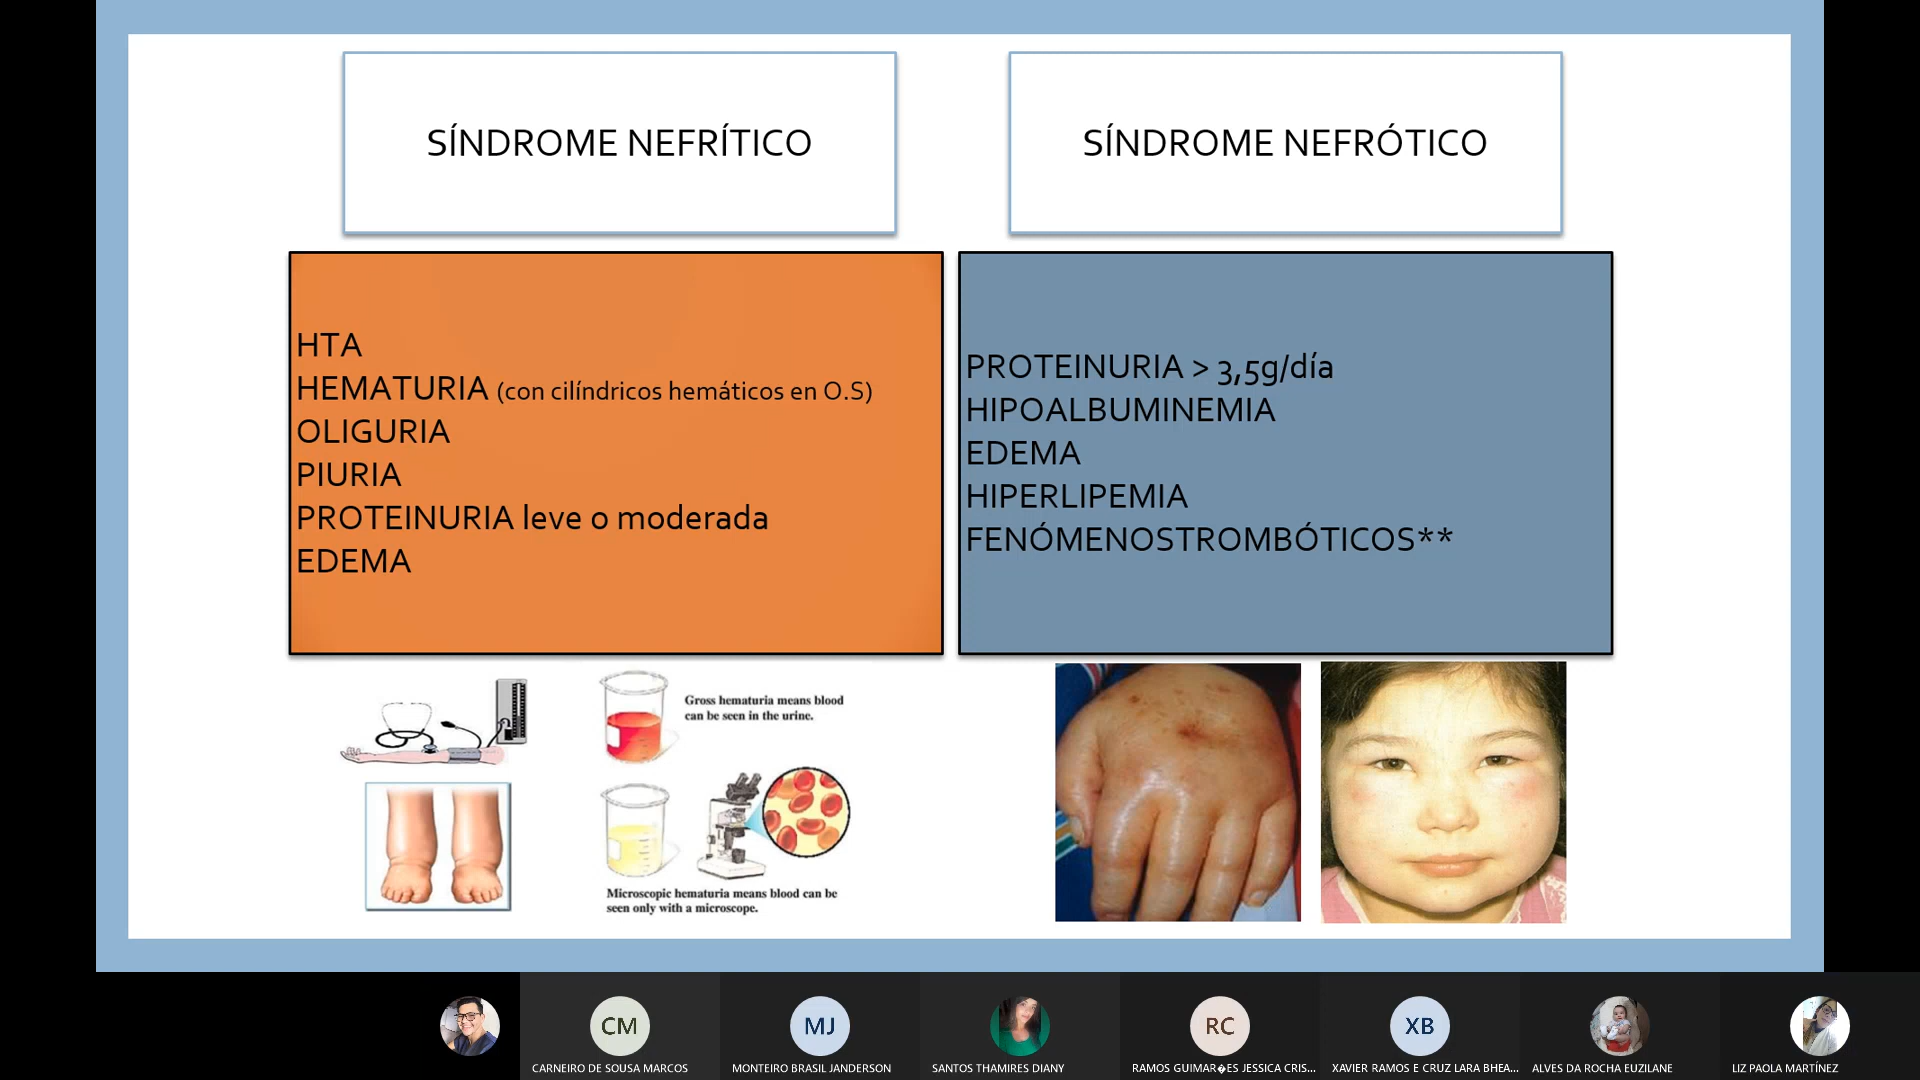 SÍNDROME NEFRÍTICO
SÍNDROME NEFRÓTICO
HTA
HEMATURIA (con cilíndricos hemáticos en O.S)
OLIGURIA
PIURIA
PROTEINURIA leve o moderada
EDEMA
PROTEINURIA > 3,5g/día
HIPOALBUMINEMIA
EDEMA
HIPERLIPEMIA
FENÓMENOSTROMBÓTICOS**
Gross hematuria means blood
can be seen in the urine.
Microscopic hematuria means blood can be
seen only with a microscope.
CM
MJ
RC
XB
CARNEIRO DE SOUSA MARCOS
MONTEIRO BRASIL JANDERSON
SANTOS THAMIRES DIANY
RAMOS GUIMAR�ES JESSICA CRIS...
XAVIER RAMOS E CRUZ LARA BHEA...
ALVES DA ROCHA EUZILANE
LIZ PAOLA MARTÍNEZ